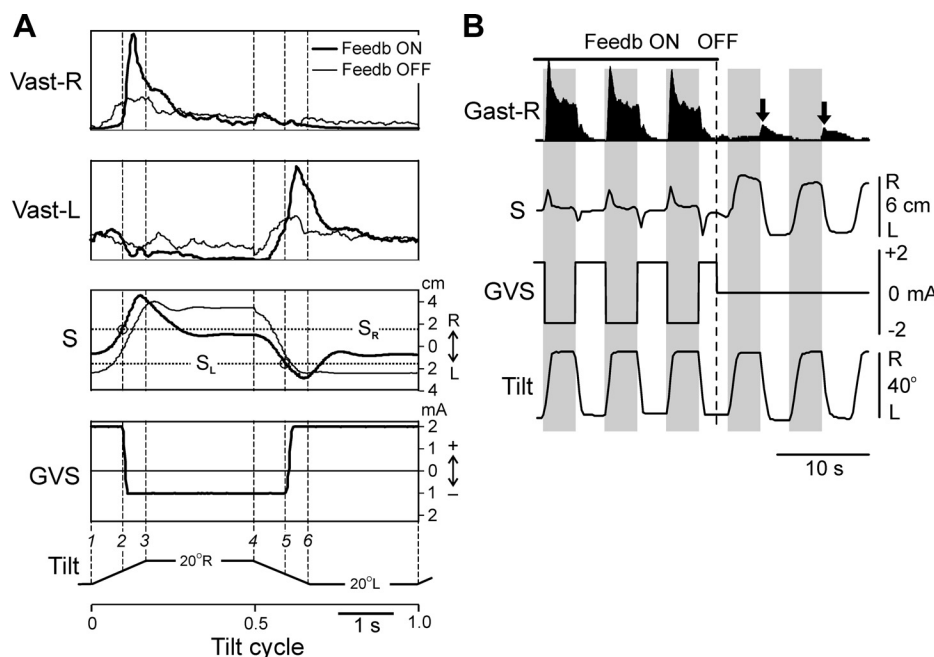 A
Vast-R
Feedb ON
Feedb OFF
Vast-L
cm
S
4
2
0
2
4
R
L
S_R
S_L
mA
GVS
2
1
0
1
2
+
–
1 2 3 4 5 6
Tilt
20°R
20°L
0 0.5 1.0
1 s
Tilt cycle
B
Feedb ON OFF
Gast-R
S
R
6 cm
L
GVS
+2
0 mA
-2
Tilt
R
40°
L
10 s